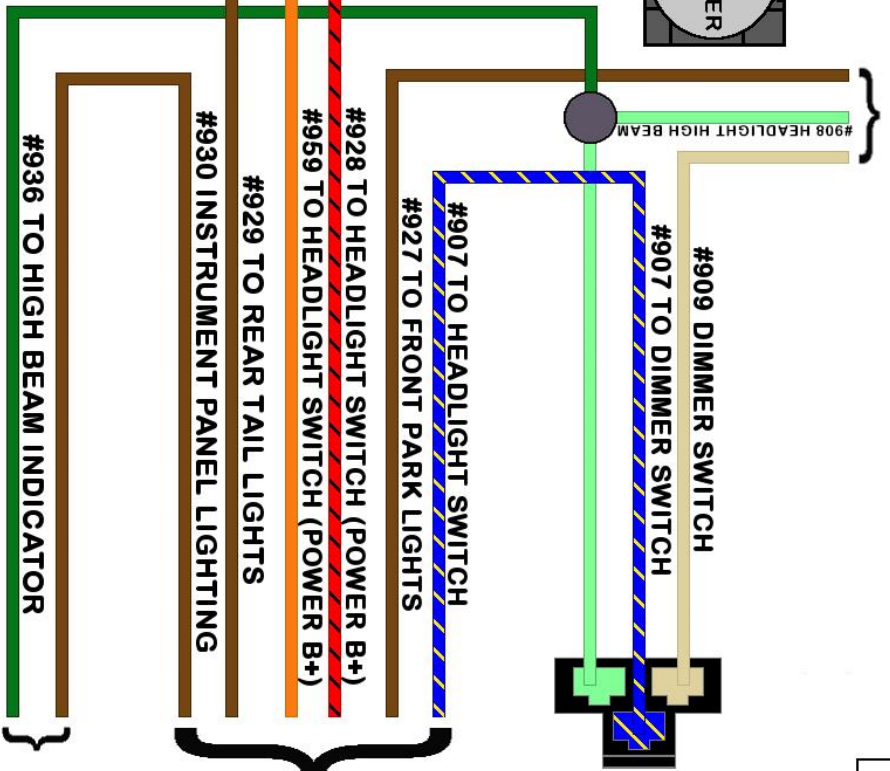 ER
#908 HEADLIGHT HIGH BEAM
#936 TO HIGH BEAM INDICATOR
#930 INSTRUMENT PANEL LIGHTING
#929 TO REAR TAIL LIGHTS
#959 TO HEADLIGHT SWITCH (POWER B+)
#928 TO HEADLIGHT SWITCH (POWER B+)
#927 TO FRONT PARK LIGHTS
#907 TO HEADLIGHT SWITCH
#907 TO DIMMER SWITCH
#909 DIMMER SWITCH